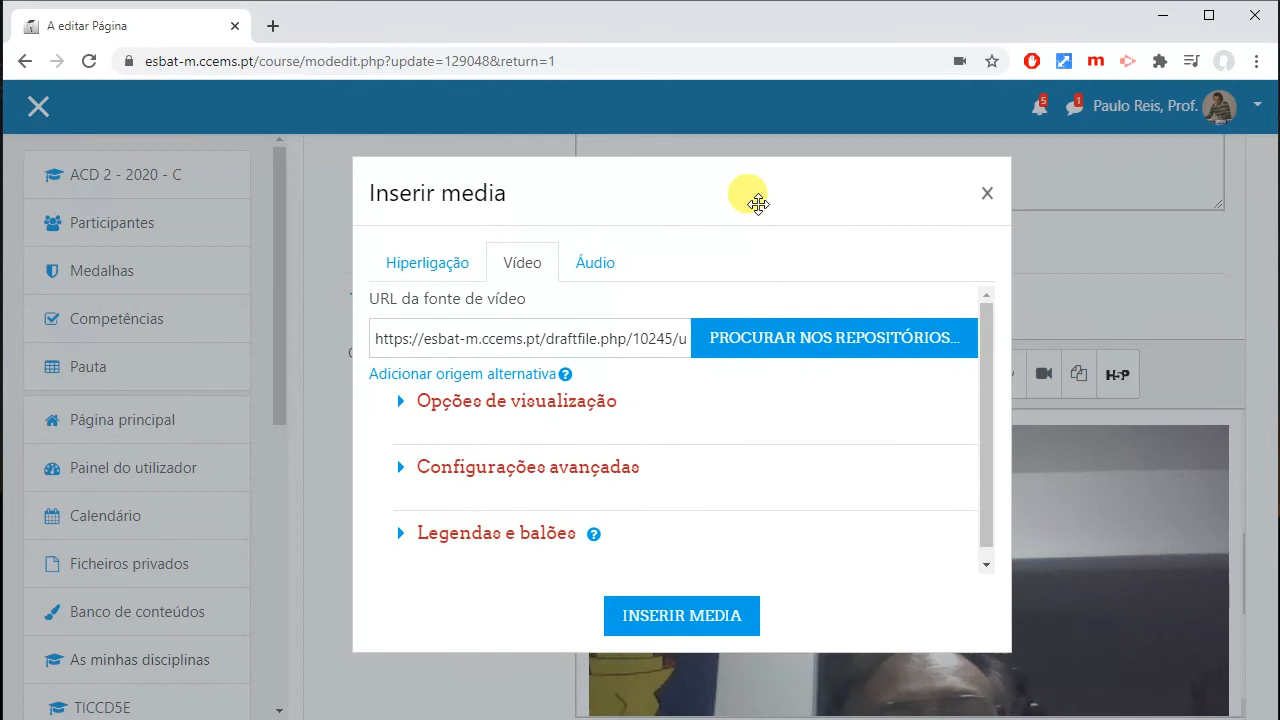 A editar Página
esbat-m.ccems.pt/course/modedit.php?update=129048&return=1
m
5
1
Paulo Reis, Prof.
ACD 2 - 2020 - C
Participantes
Medalhas
Competências
Pauta
Página principal
Painel do utilizador
Calendário
Ficheiros privados
Banco de conteúdos
As minhas disciplinas
TICCD5E
Inserir media
Hiperligação
Vídeo
Áudio
URL da fonte de vídeo
https://esbat-m.ccems.pt/draftfile.php/10245/u
PROCURAR NOS REPOSITÓRIOS...
Adicionar origem alternativa
Opções de visualização
Configurações avançadas
Legendas e balões
INSERIR MEDIA
H5P